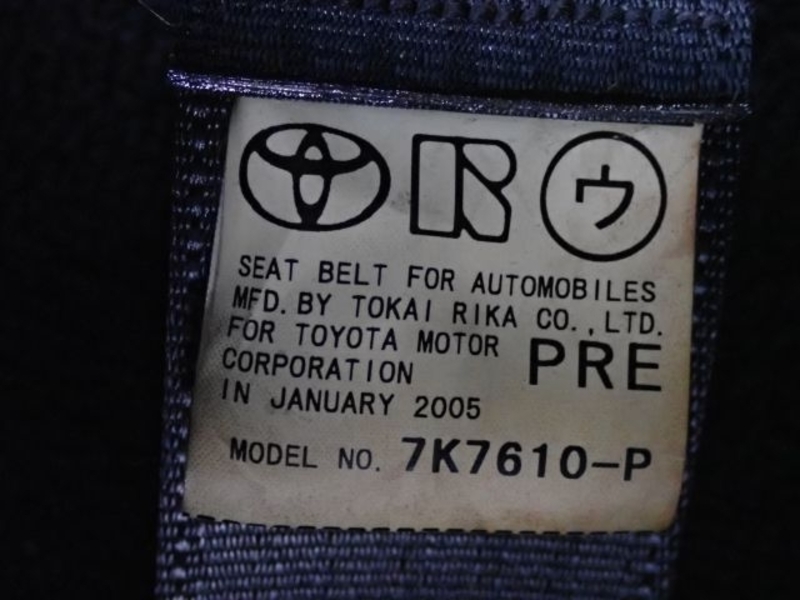 R ウ
SEAT BELT FOR AUTOMOBILES
MFD. BY TOKAI RIKA CO., LTD.
FOR TOYOTA MOTOR PRE
CORPORATION
IN JANUARY 2005
MODEL NO. 7K7610-P